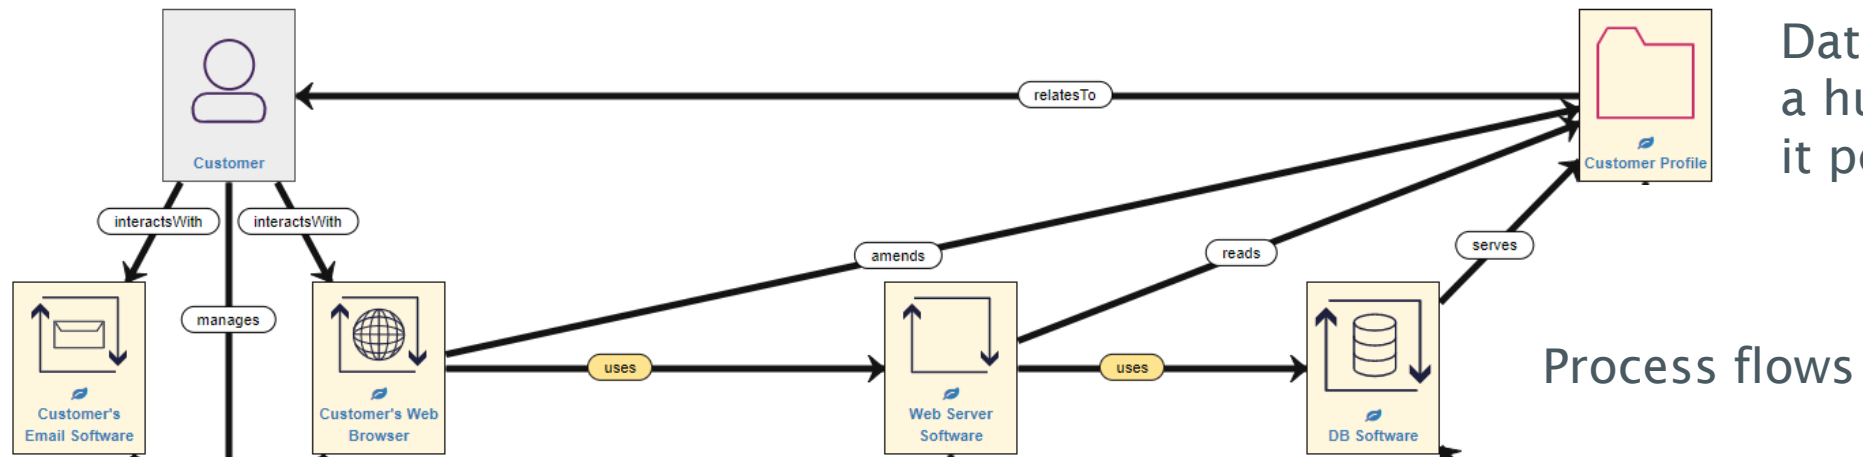 Customer
relatesTo
Customer Profile
a
interactsWith
interactsWith
manages
amends
reads
serves
uses
uses
Customer's
Email Software
Customer's Web
Browser
Web Server
Software
DB Software
Process flows
it